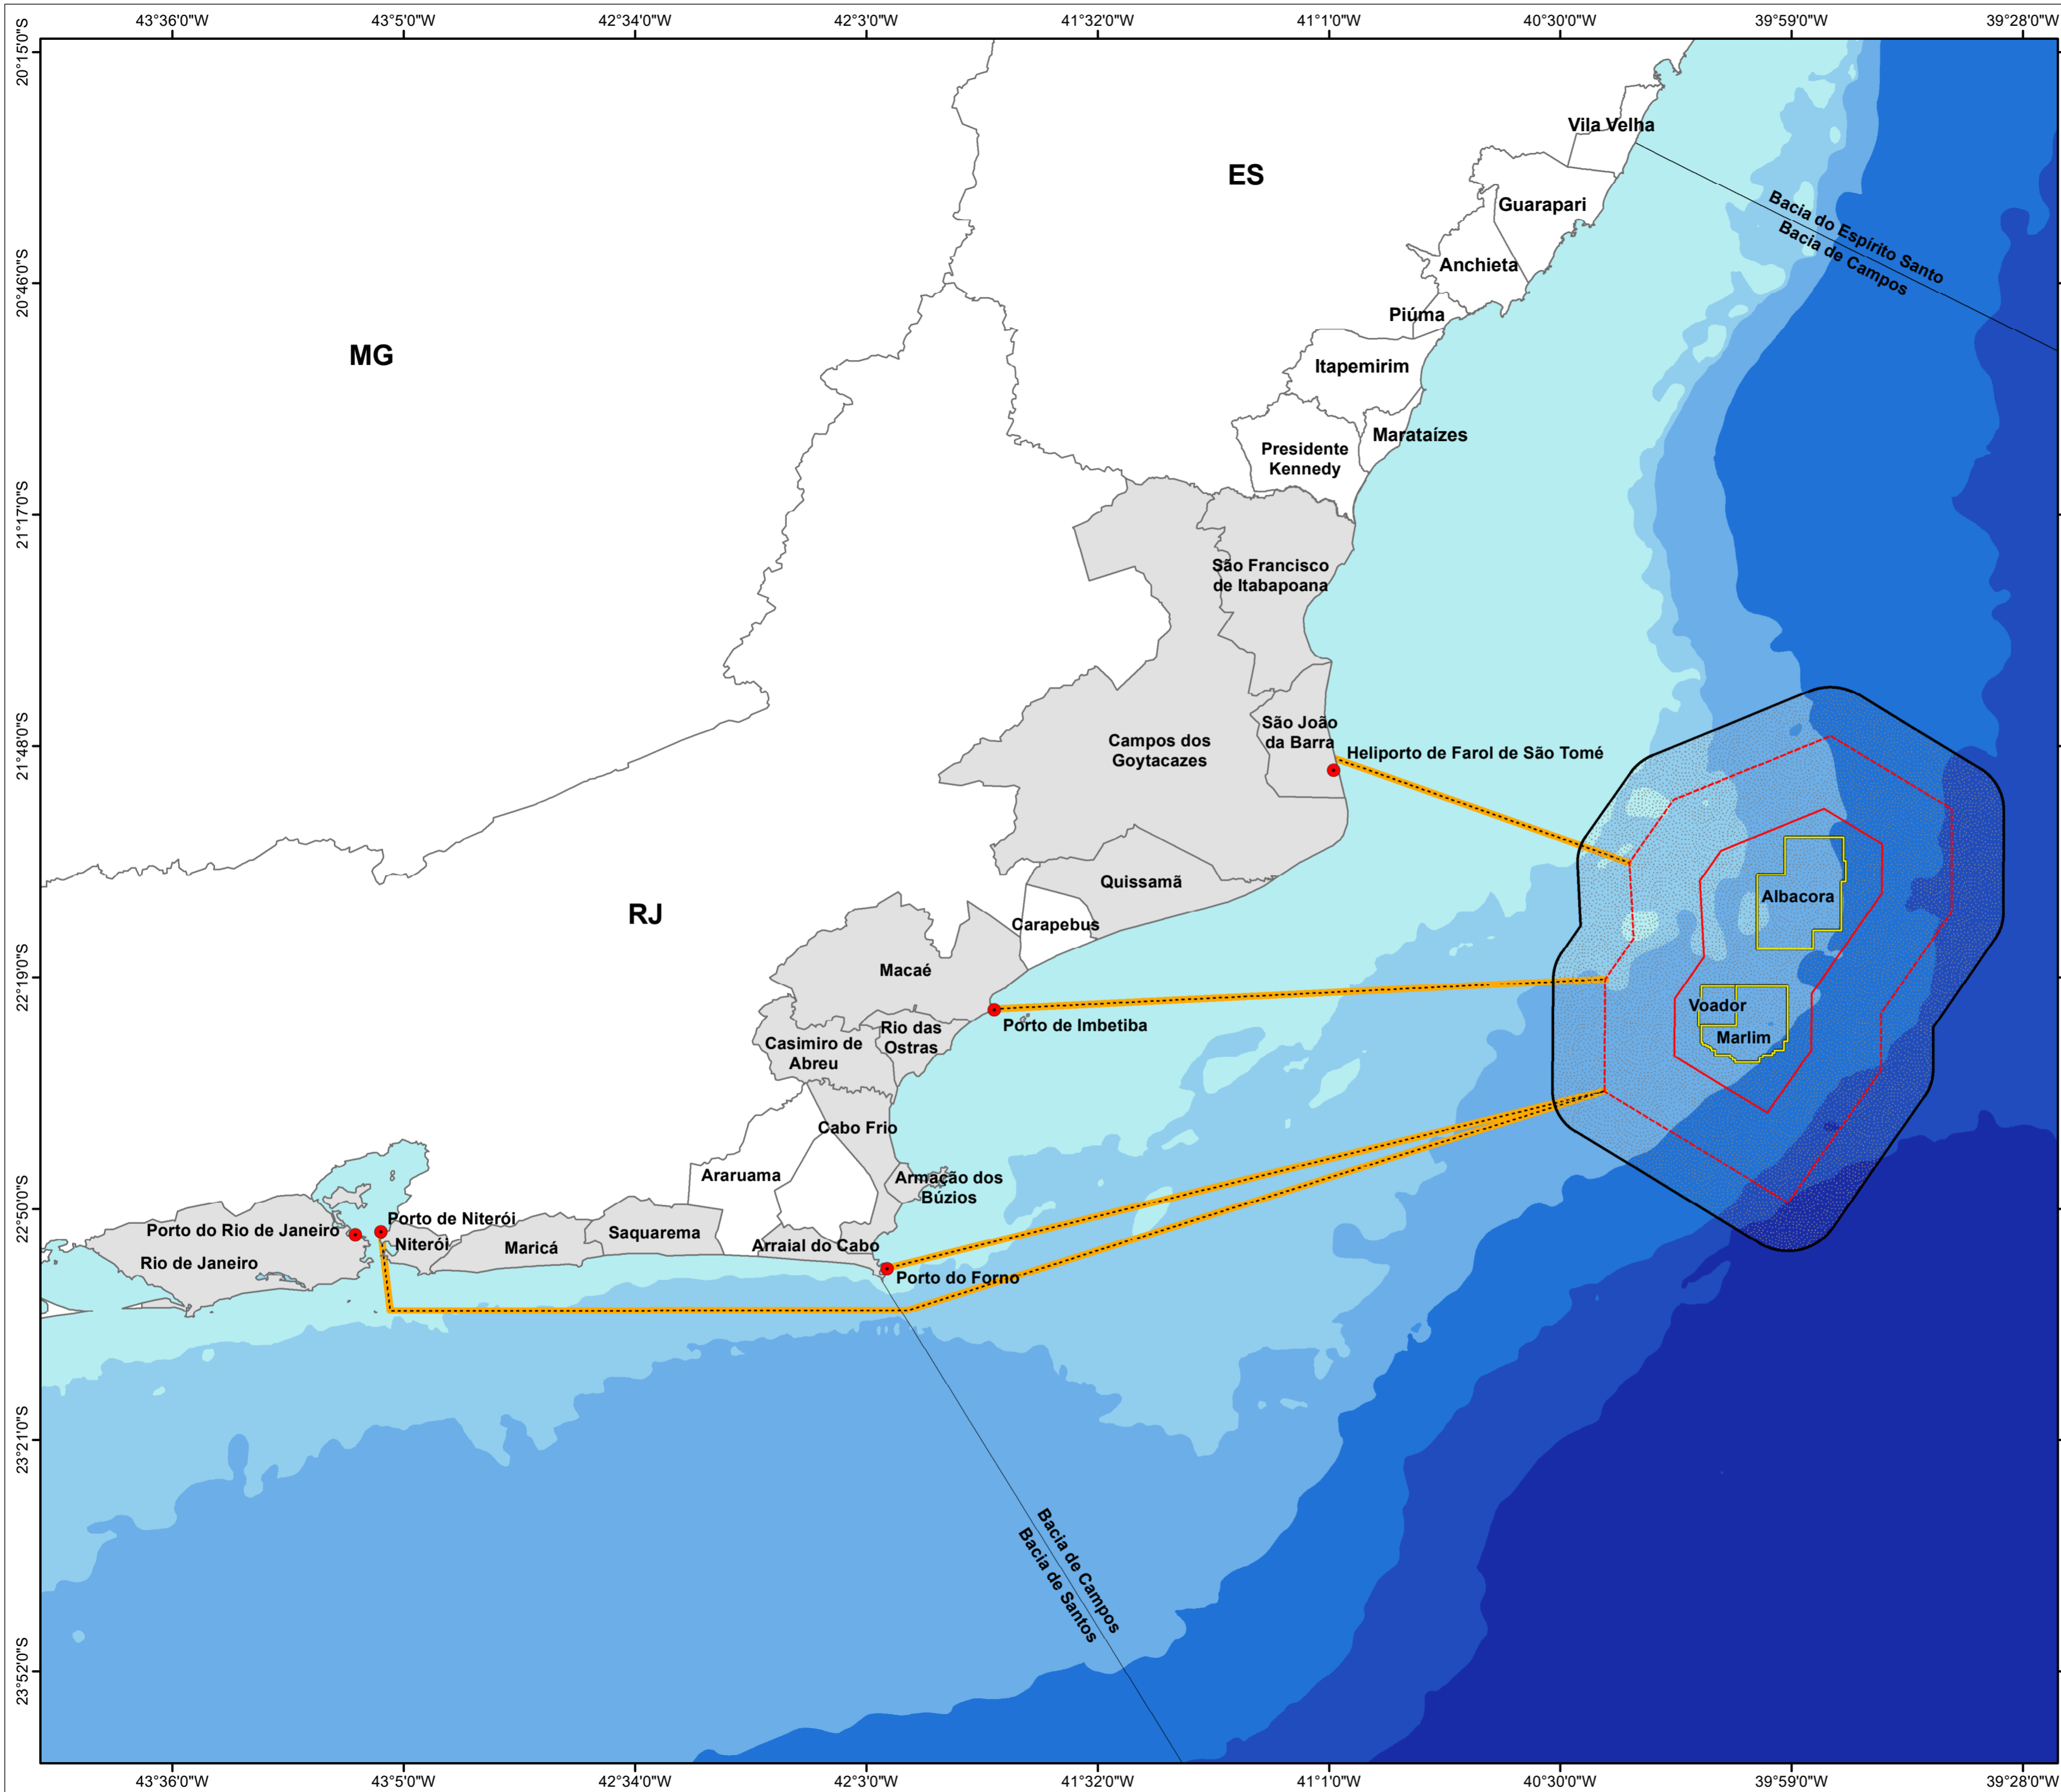 43°36'0"W 43°5'0"W 42°34'0"W 42°3'0"W 41°32'0"W 41°1'0"W 40°30'0"W 39°59'0"W 39°28'0"W
20°15'0"S
20°46'0"S
21°17'0"S
21°48'0"S
22°19'0"S
22°50'0"S
23°21'0"S
23°52'0"S
Vila Velha
ES
Guarapari
Bacia do Espírito Santo
Bacia de Campos
Anchieta
Piúma
MG
Itapemirim
Marataízes
Presidente
Kennedy
São Francisco
de Itabapoana
São João
da Barra
Campos dos
Goytacazes
Heliporto de Farol de São Tomé
Quissamã
Albacora
RJ
Carapebus
Macaé
Voador
Porto de Imbetiba
Rio das
Ostras
Marlim
Casimiro de
Abreu
Cabo Frio
Araruama
Armação dos
Búzios
Porto de Niterói
Porto do Rio de Janeiro
Saquarema
Niterói
Maricá
Arraial do Cabo
Rio de Janeiro
Porto do Forno
Bacia de Campos
Bacia de Santos
43°36'0"W 43°5'0"W 42°34'0"W 42°3'0"W 41°32'0"W 41°1'0"W 40°30'0"W 39°59'0"W 39°28'0"W